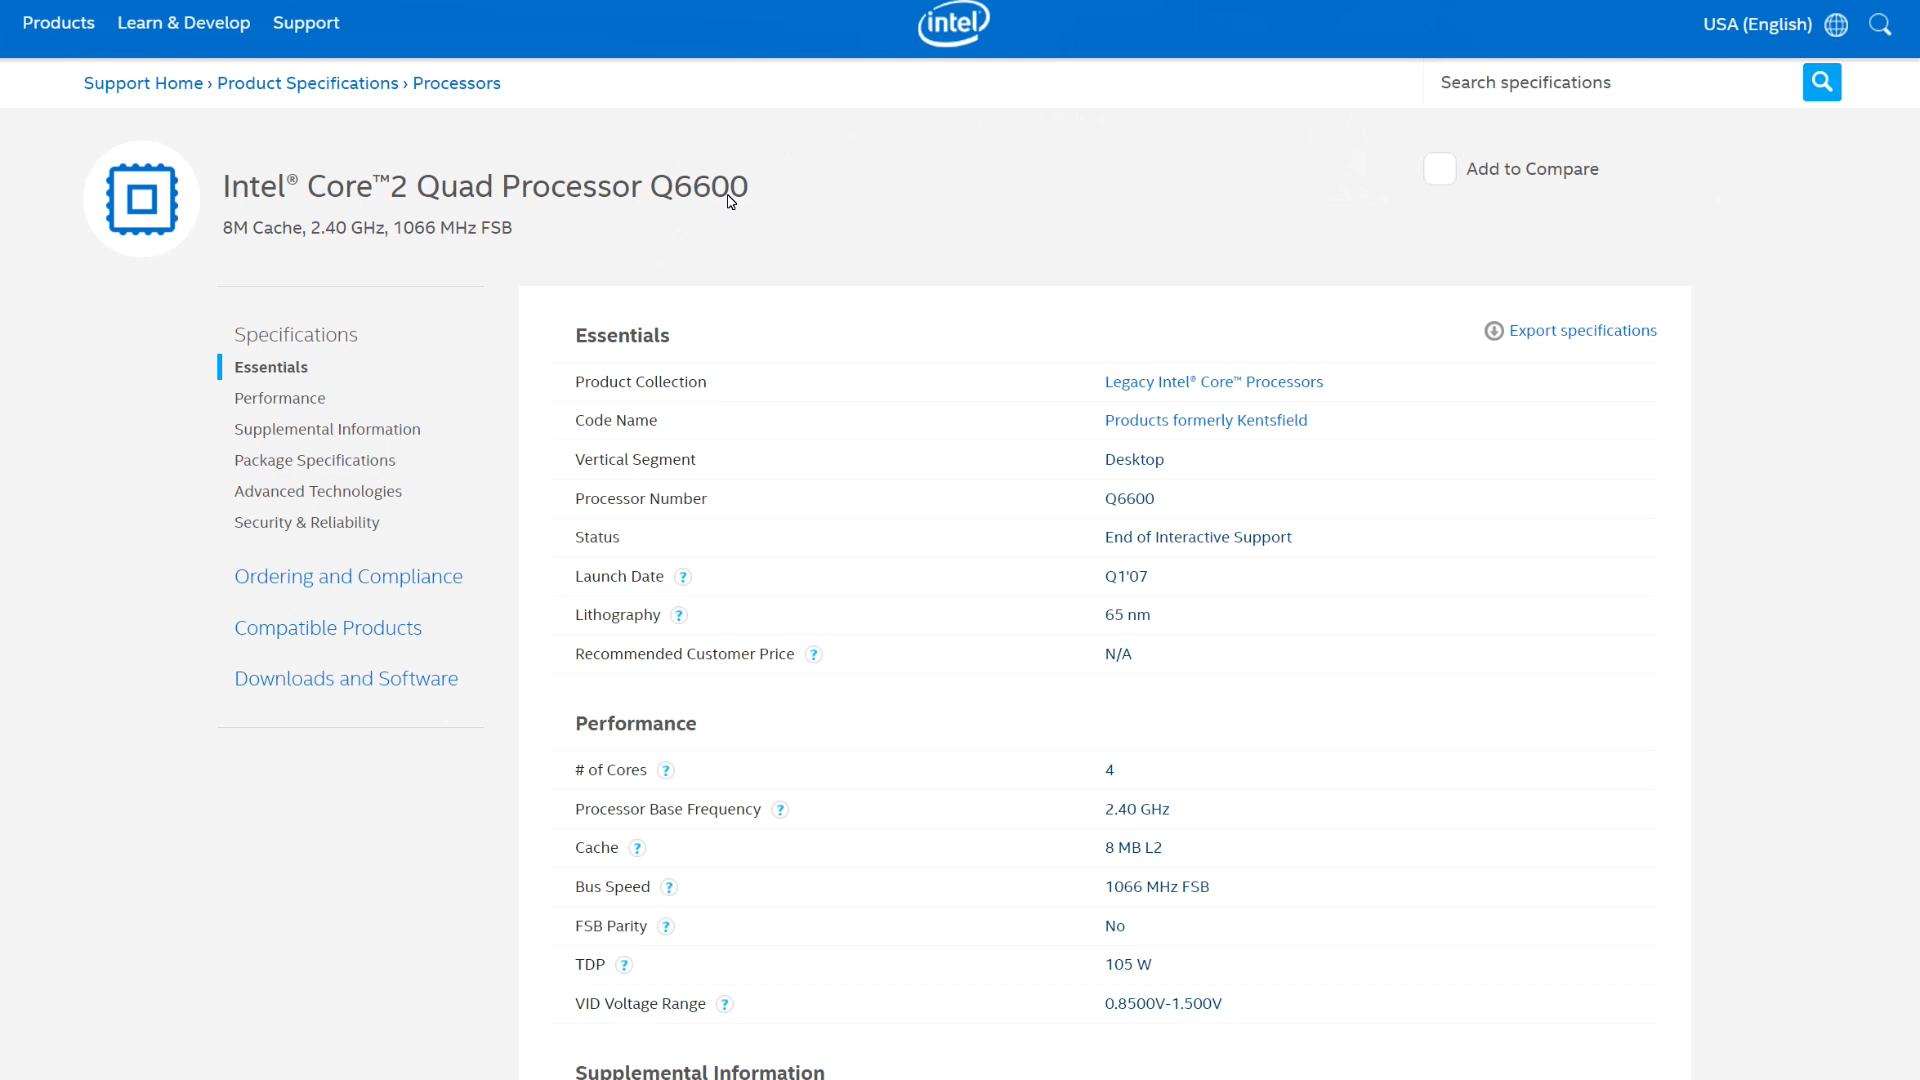 Products Learn & Develop Support
intel
USA (English)
Support Home › Product Specifications › Processors
Search specifications
Intel® Core™2 Quad Processor Q6600
8M Cache, 2.40 GHz, 1066 MHz FSB
Add to Compare
Specifications
Essentials
Performance
Supplemental Information
Package Specifications
Advanced Technologies
Security & Reliability
Ordering and Compliance
Compatible Products
Downloads and Software
Essentials
Export specifications
Product Collection Legacy Intel® Core™ Processors
Code Name Products formerly Kentsfield
Vertical Segment Desktop
Processor Number Q6600
Status End of Interactive Support
Launch Date ? Q1'07
Lithography ? 65 nm
Recommended Customer Price ? N/A
Performance
# of Cores ? 4
Processor Base Frequency ? 2.40 GHz
Cache ? 8 MB L2
Bus Speed ? 1066 MHz FSB
FSB Parity ? No
TDP ? 105 W
VID Voltage Range ? 0.8500V-1.500V
Supplemental Information